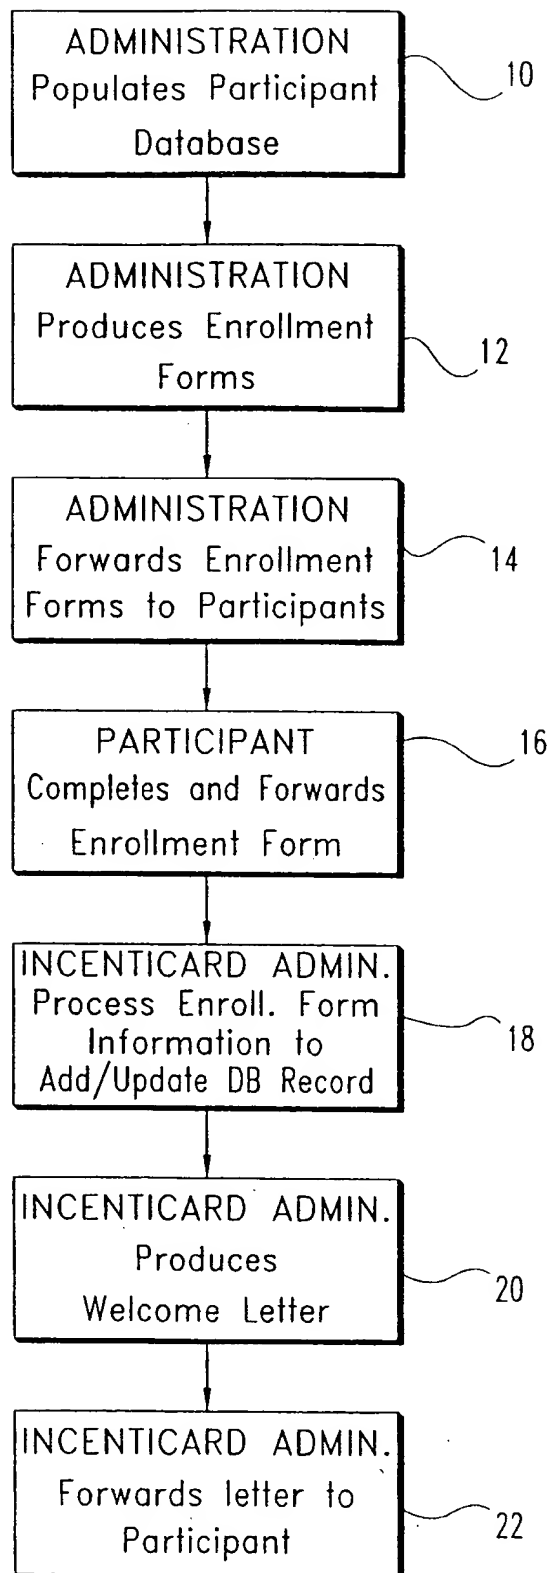 ADMINISTRATION
Populates Participant
Database
10
ADMINISTRATION
Produces Enrollment
Forms
12
ADMINISTRATION
Forwards Enrollment
Forms to Participants
14
PARTICIPANT
Completes and Forwards
Enrollment Form
16
INCENTICARD ADMIN.
Process Enroll. Form
Information to
Add/Update DB Record
18
INCENTICARD ADMIN.
Produces
Welcome Letter
20
INCENTICARD ADMIN.
Forwards letter to
Participant
22